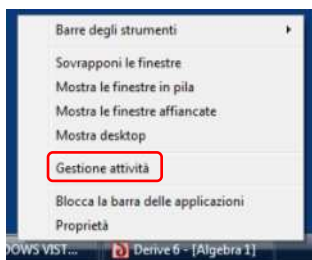 Barre degli strumenti
Sovrapponi le finestre
Mostra le finestre in pila
Mostra le finestre affiancate
Mostra desktop
Gestione attività
Blocca la barra delle applicazioni
Proprietà
OWS VIST... Derive 6 - [Algebra 1]